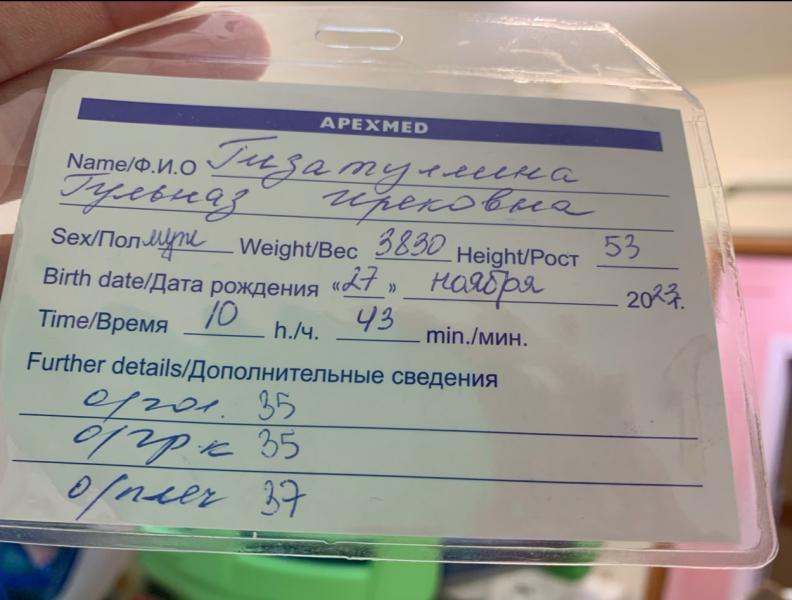 APEXMED
Name/Ф.И.О Гизатуллина
Гульназ Ирековна
Sex/Пол муж Weight/Вес 3830 Height/Рост 53
Birth date/Дата рождения «27» ноября 2023г.
Time/Время 10 h./ч. 43 min./мин.
Further details/Дополнительные сведения
о/гол. 35
о/гр.к 35
о/плеч 37